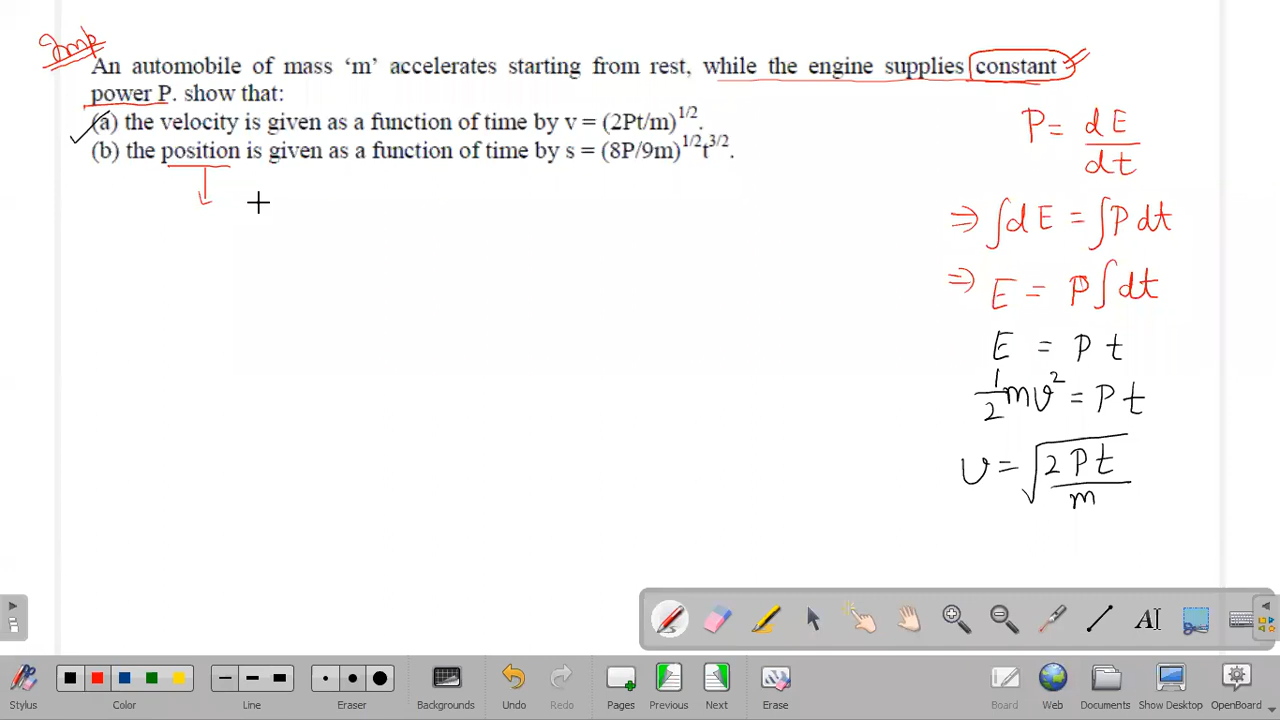 Imp
An automobile of mass ‘m’ accelerates starting from rest, while the engine supplies constant
power P. show that:
(a) the velocity is given as a function of time by v = (2Pt/m)^1/2.
(b) the position is given as a function of time by s = (8P/9m)^1/2 t^3/2.
P = dE/dt
⇒ ∫dE = ∫P dt
⇒ E = P∫dt
E = P t
1/2 mv² = P t
v = √(2Pt/m)
Stylus
Color
Line
Eraser
Backgrounds
Undo
Redo
Pages
Previous
Next
Erase
Board
Web
Documents
Show Desktop
OpenBoard